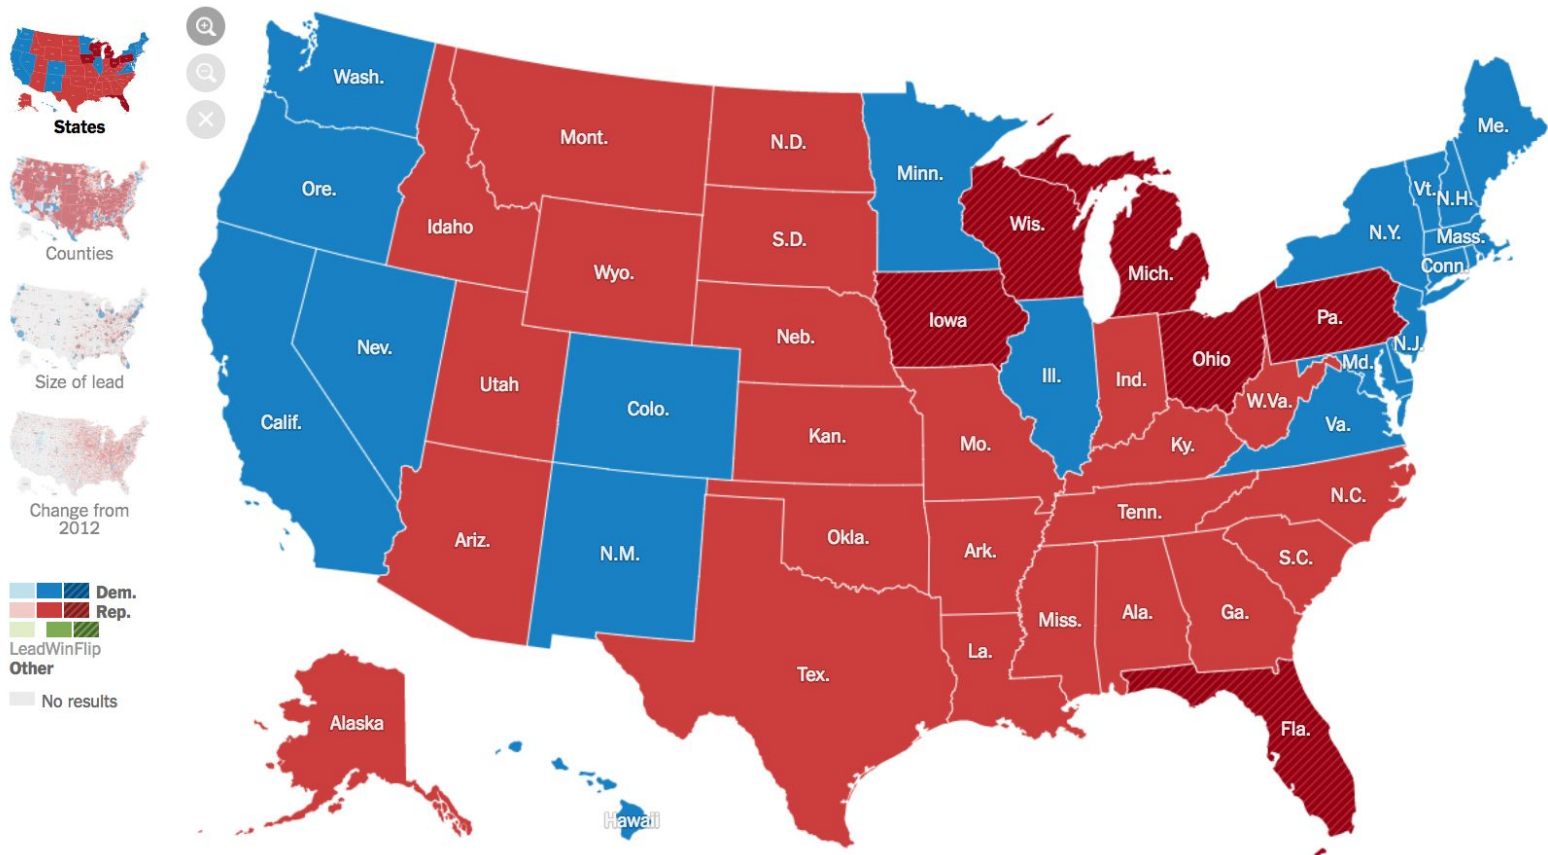 States
Counties
Size of lead
Change from
2012
Dem.
Rep.
LeadWinFlip
Other
No results
Wash.
Ore.
Calif.
Nev.
Idaho
Mont.
Wyo.
Utah
Colo.
Ariz.
N.M.
N.D.
S.D.
Neb.
Kan.
Okla.
Tex.
Minn.
Iowa
Mo.
Ark.
La.
Wis.
Ill.
Mich.
Ind.
Ohio
Ky.
Tenn.
Miss.
Ala.
Ga.
Fla.
S.C.
N.C.
Va.
W.Va.
Md.
Pa.
N.J.
N.Y.
Conn.
Mass.
Vt.
N.H.
Me.
Alaska
Hawaii